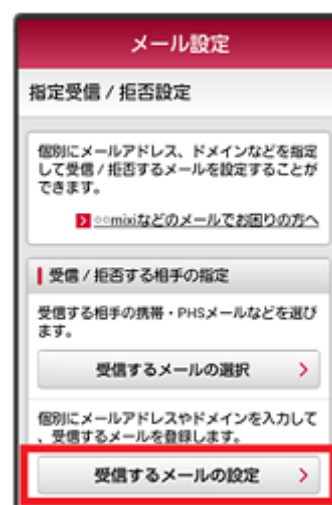 メール設定
指定受信 / 拒否設定
個別にメールアドレス、ドメインなどを指定
して受信 / 拒否するメールを設定することが
できます。
○○mixiなどのメールでお困りの方へ
受信 / 拒否する相手の指定
受信する相手の携帯・PHSメールなどを選び
ます。
受信するメールの選択
個別にメールアドレスやドメインを入力して
、受信するメールを登録します。
受信するメールの設定